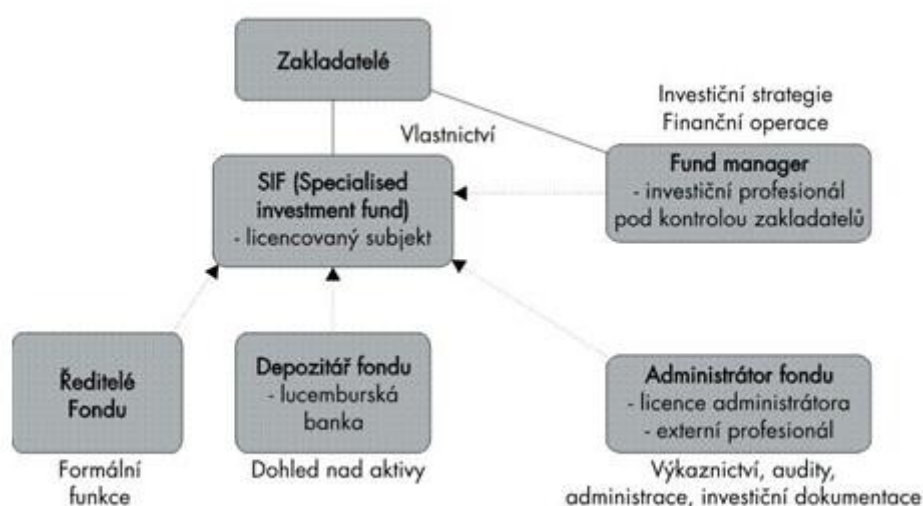 Zakladatelé
Vlastnictví
Investiční strategie
Finanční operace
SIF (Specialised
investment fund)
- licencovaný subjekt
Fund manager
- investiční profesionál
pod kontrolou zakladatelů
Ředitelé
Fondu
Formální
funkce
Depozitář fondu
- lucemburská
banka
Dohled nad aktivy
Administrátor fondu
- licence administrátora
- externí profesionál
Výkaznictví, audity,
administrace, investiční dokumentace